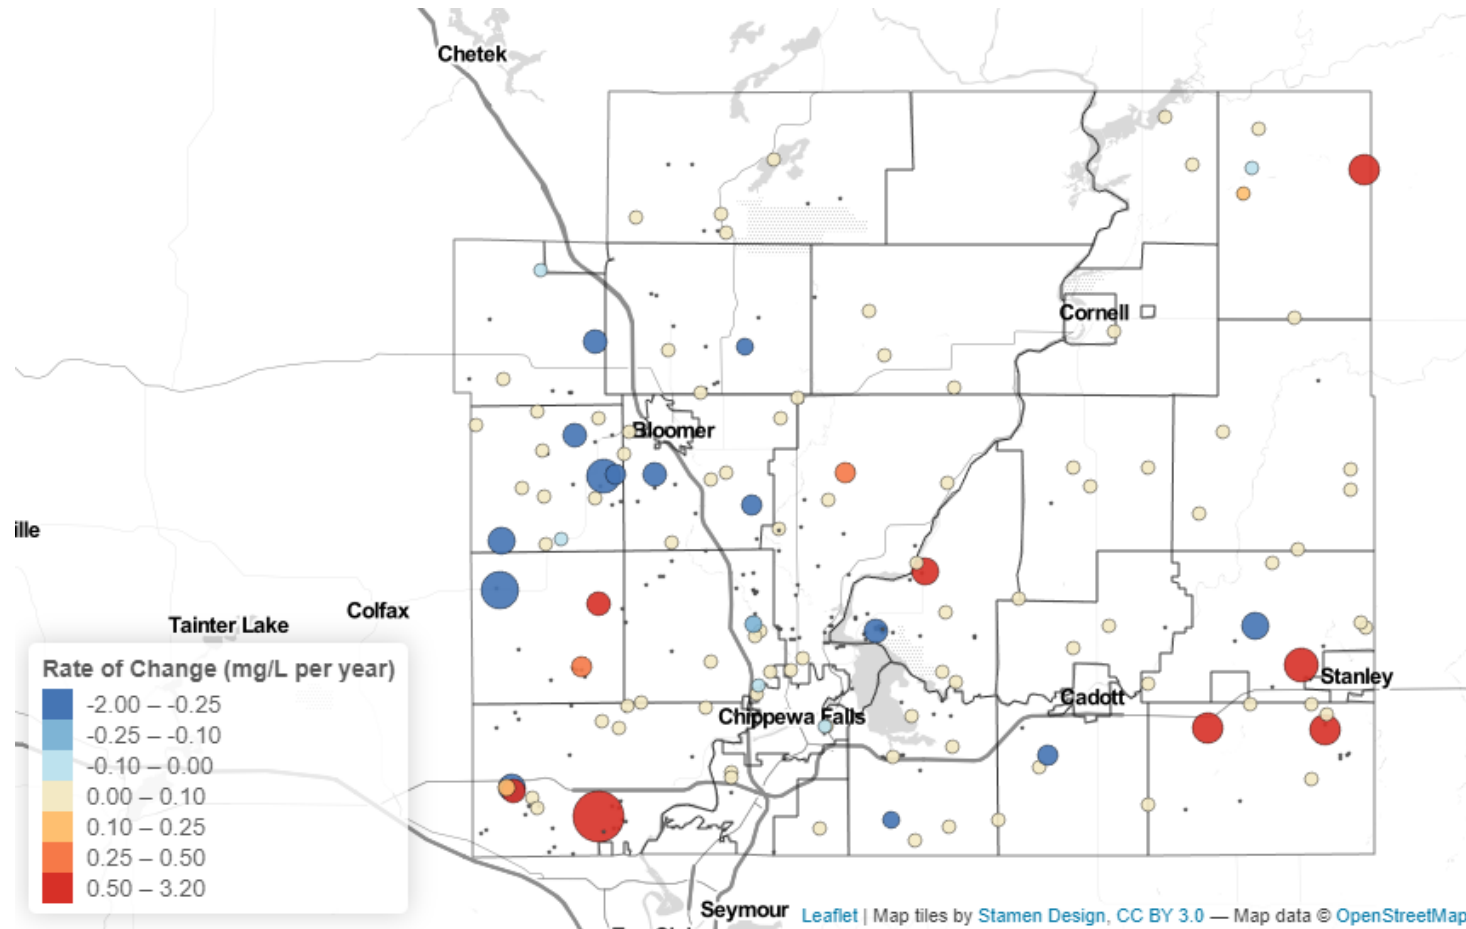 Chetek
Cornell
Bloomer
ille
Colfax
Tainter Lake
Rate of Change (mg/L per year)
-2.00 – -0.25
-0.25 – -0.10
-0.10 – 0.00
0.00 – 0.10
0.10 – 0.25
0.25 – 0.50
0.50 – 3.20
Stanley
Cadott
Chippewa Falls
Seymour
Leaflet | Map tiles by Stamen Design, CC BY 3.0 — Map data © OpenStreetMap